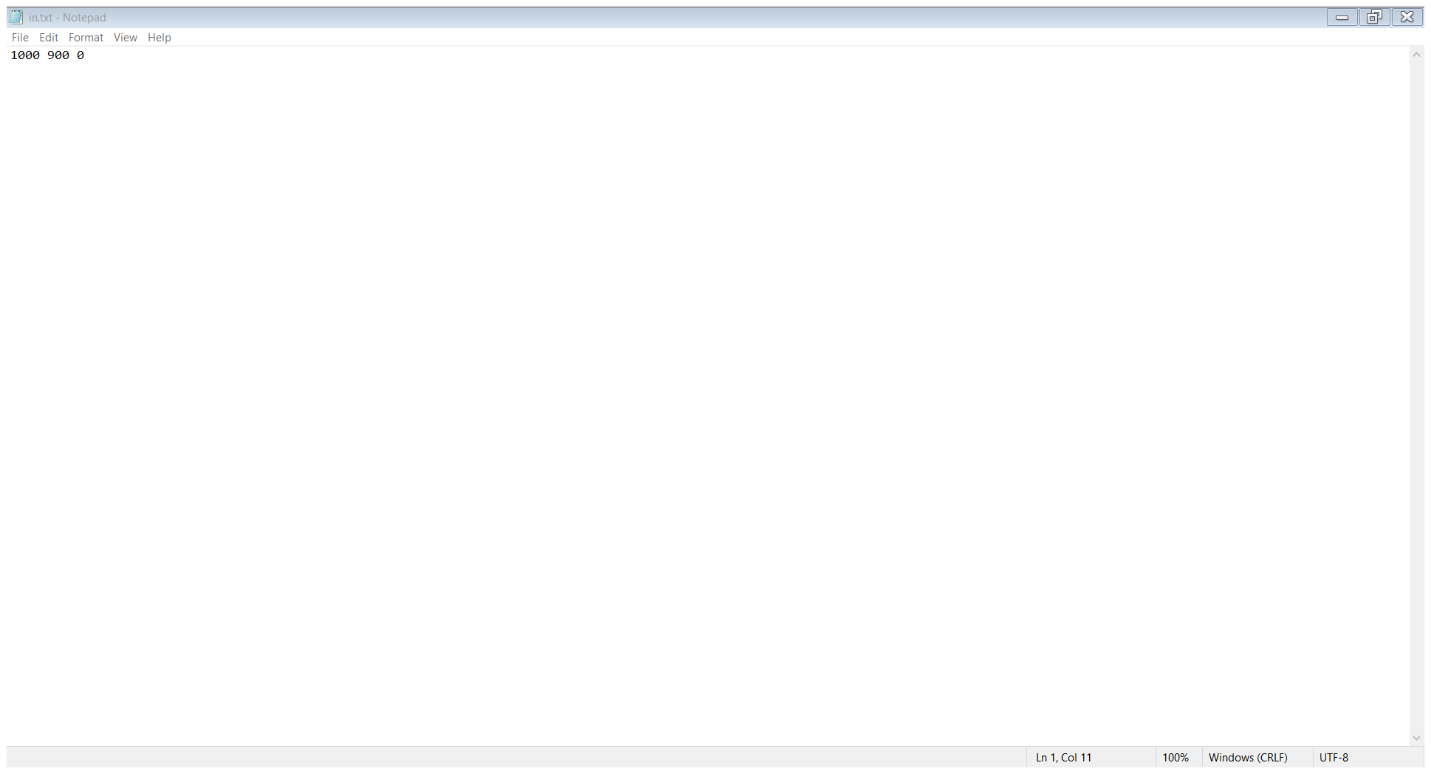 in.txt - Notepad
File Edit Format View Help
1000 900 0
Ln 1, Col 11 100% Windows (CRLF) UTF-8